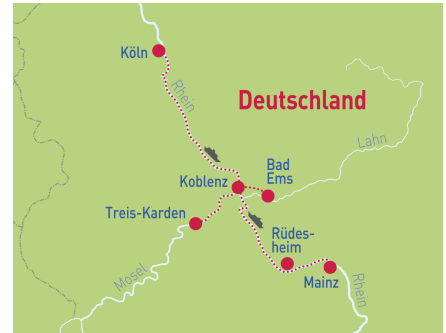 Köln
Rhein
Deutschland
Lahn
Bad
Ems
Koblenz
Treis-Karden
Rüdes-
heim
Mosel
Mainz
Rhein